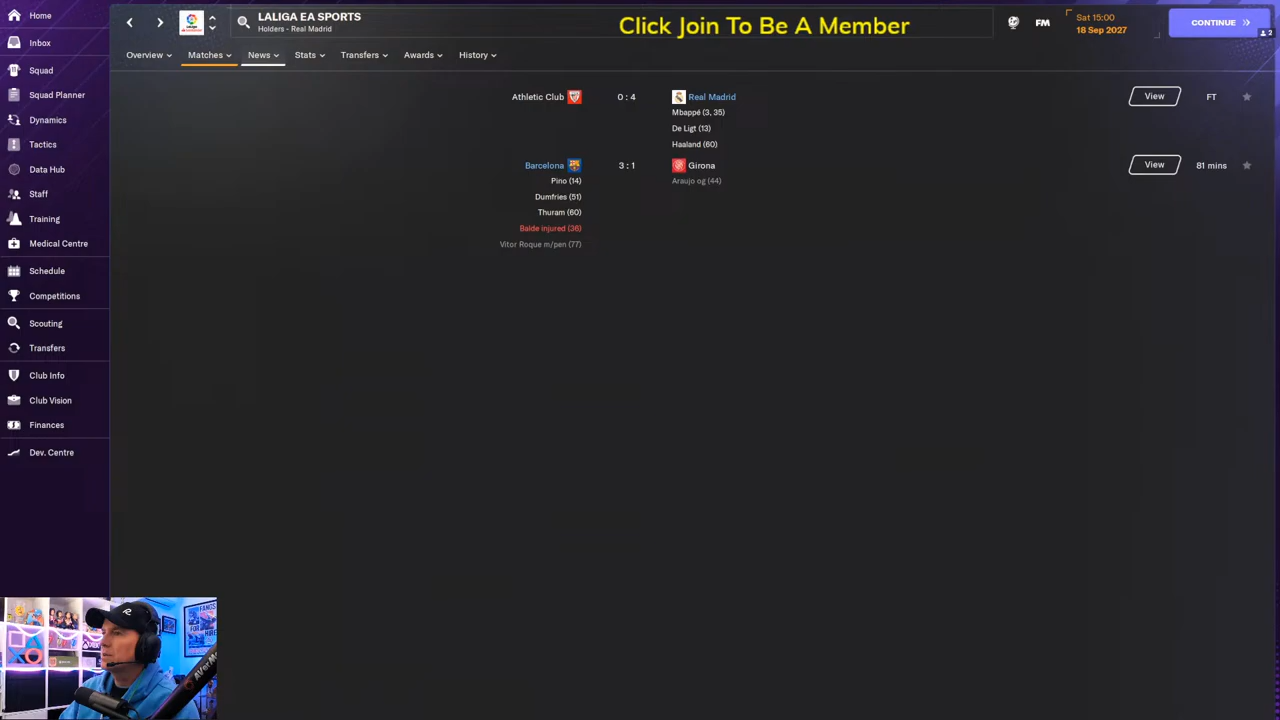 LALIGA EA SPORTS
Holders - Real Madrid
Click Join To Be A Member
FM
Sat 15:00
18 Sep 2027
CONTINUE
2
Overview
Matches
News
Stats
Transfers
Awards
History
Home
Inbox
Squad
Squad Planner
Dynamics
Tactics
Data Hub
Staff
Training
Medical Centre
Schedule
Competitions
Scouting
Transfers
Club Info
Club Vision
Finances
Dev. Centre
Athletic Club 0 : 4 Real Madrid View FT
Mbappé (3, 35)
De Ligt (13)
Haaland (60)
Barcelona 3 : 1 Girona View 81 mins
Pino (14) Araujo og (44)
Dumfries (51)
Thuram (60)
Balde injured (36)
Vitor Roque m/pen (77)